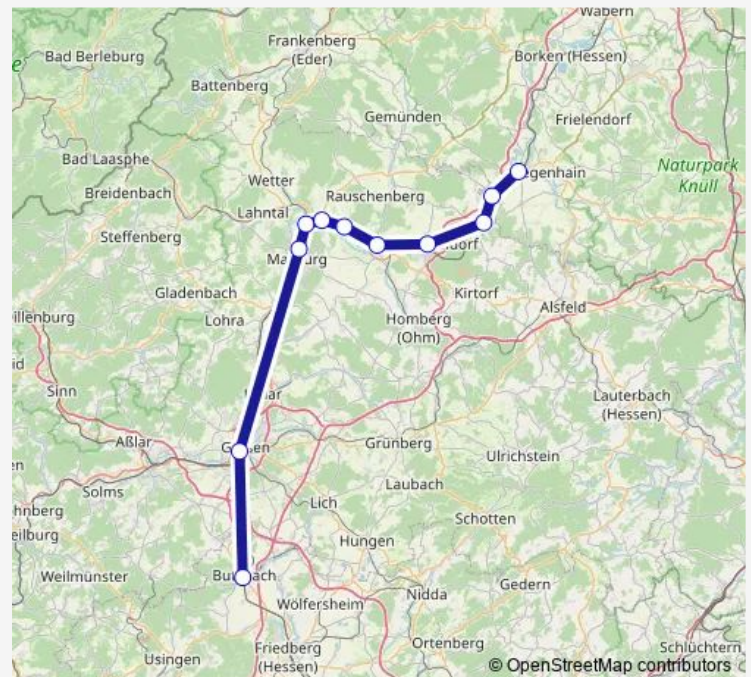 Wabern
Frankenberg
(Eder)
Bad Berleburg
Borken (Hessen)
Battenberg
Gemünden
Frielendorf
Bad Laasphe
Naturpark
Knüll
Wetter
Rauschenberg
Breidenbach
Lahntal
Steffenberg
Kirtorf
Gladenbach
Alsfeld
Lohra
Homberg
(Ohm)
Sinn
Lauterbach
(Hessen)
Aßlar
Grünberg
Ulrichstein
Laubach
Solms
Lich
Schotten
Hungen
Weilmünster
Gedern
Nidda
Wölfersheim
Ortenberg
Friedberg
(Hessen)
Schlüchtern
Usingen
© OpenStreetMap contributors